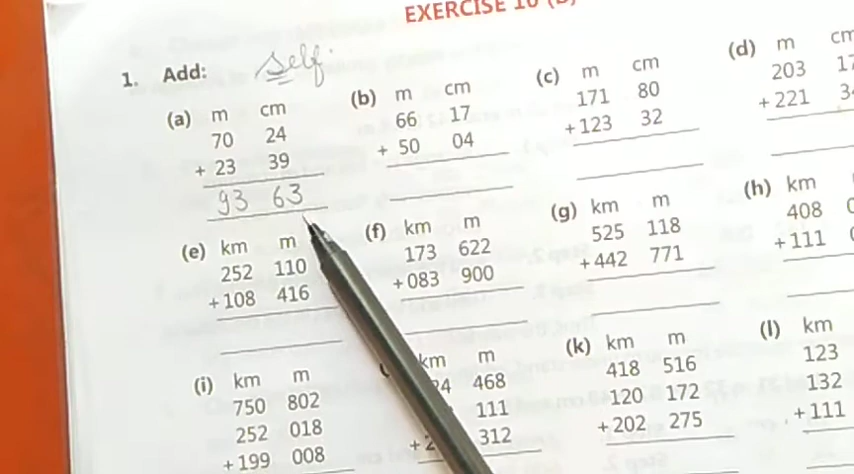 EXERCISE 10 (B)
1. Add: Self.
(a) m cm
70 24
+ 23 39
93 63
(b) m cm
66 17
+ 50 04
(c) m cm
171 80
+ 123 32
(d) m cm
203 17
+ 221
(e) km m
252 110
+ 108 416
(f) km m
173 622
+ 083 900
(g) km m
525 118
+ 442 771
(h) km
408
+ 111
(i) km m
750 802
252 018
+ 199 008
km m
468
111
312
(k) km m
418 516
120 172
+ 202 275
(l) km
123
132
+ 111